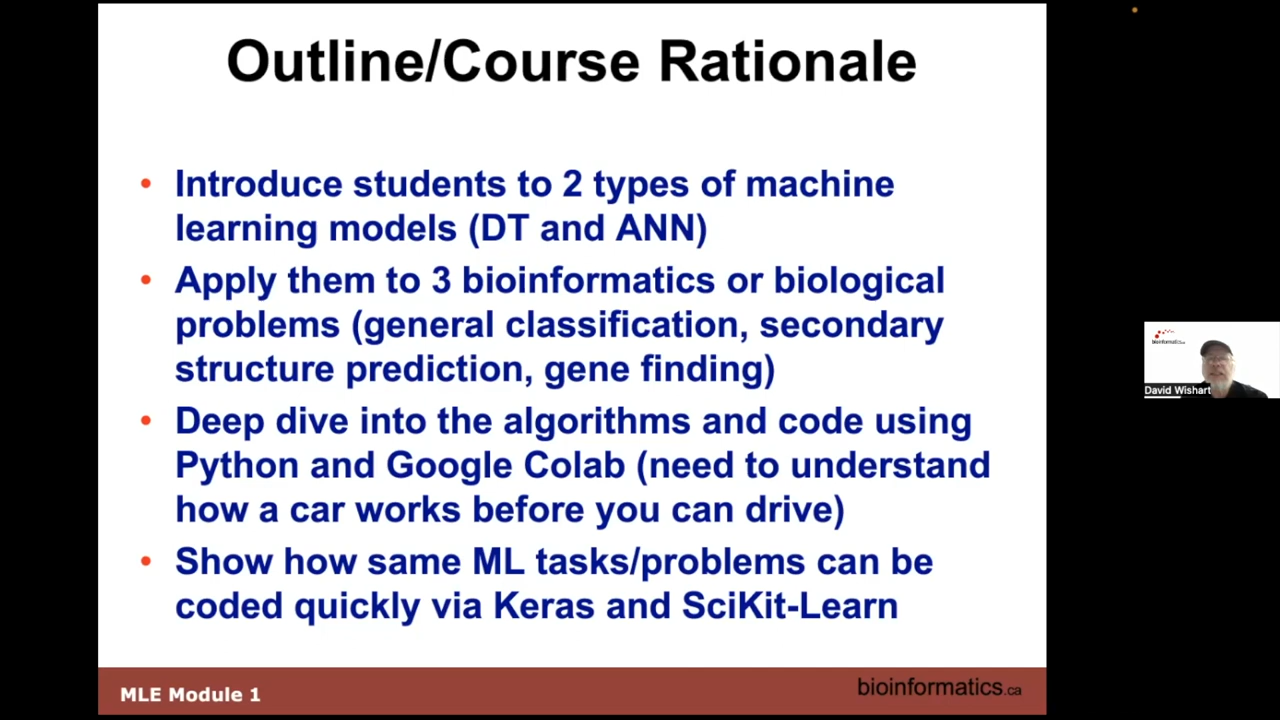 Outline/Course Rationale
• Introduce students to 2 types of machine
learning models (DT and ANN)
• Apply them to 3 bioinformatics or biological
problems (general classification, secondary
structure prediction, gene finding)
• Deep dive into the algorithms and code using
Python and Google Colab (need to understand
how a car works before you can drive)
• Show how same ML tasks/problems can be
coded quickly via Keras and SciKit-Learn
MLE Module 1
bioinformatics.ca
bioinformatics.ca
David Wishart